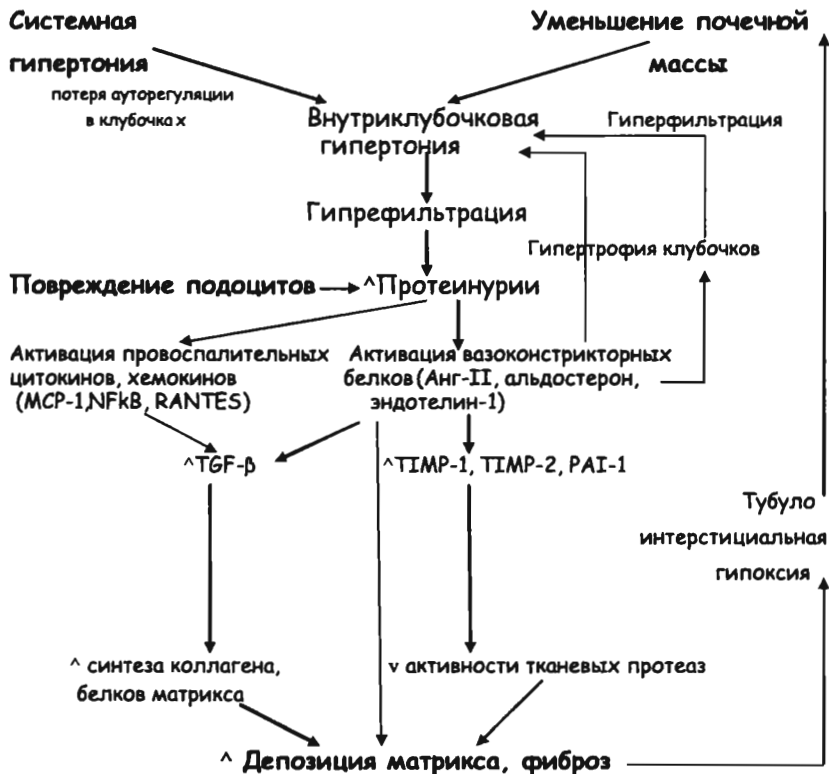 Системная
гипертония
потеря ауторегуляции
в клубочка х
Уменьшение почечной
массы
Внутриклубочковая
гипертония
Гиперфильтрация
Гипрефильтрация
Гипертрофия клубочков
Повреждение подоцитов
^Протеинурии
Активация провоспалительных
цитокинов, хемокинов
(MCP-1,NFkB, RANTES)
Активация вазоконстрикторных
белков(Анг-II, альдостерон,
эндотелин-1)
^TGF-β
^TIMP-1, TIMP-2, PAI-1
Тубуло
интерстициальная
гипоксия
^ синтеза коллагена,
белков матрикса
v активности тканевых протеаз
^ Депозиция матрикса, фиброз